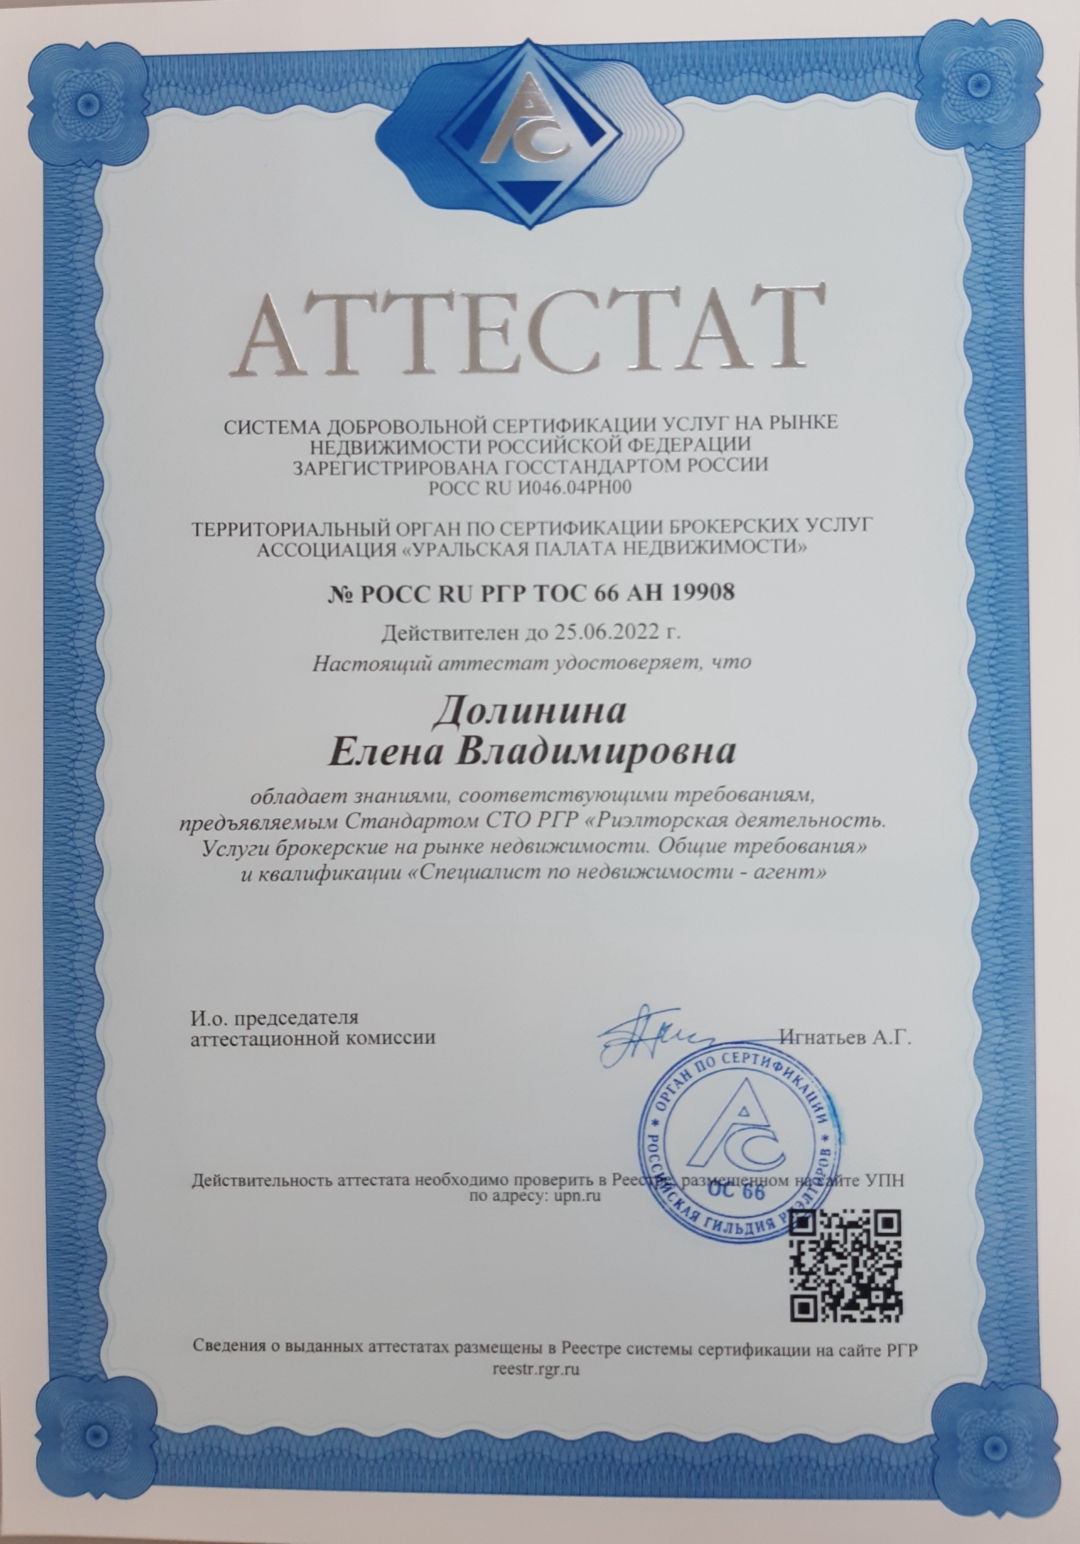 АС
АТТЕСТАТ
СИСТЕМА ДОБРОВОЛЬНОЙ СЕРТИФИКАЦИИ УСЛУГ НА РЫНКЕ
НЕДВИЖИМОСТИ РОССИЙСКОЙ ФЕДЕРАЦИИ
ЗАРЕГИСТРИРОВАНА ГОССТАНДАРТОМ РОССИИ
РОСС RU И046.04РН00
ТЕРРИТОРИАЛЬНЫЙ ОРГАН ПО СЕРТИФИКАЦИИ БРОКЕРСКИХ УСЛУГ
АССОЦИАЦИЯ «УРАЛЬСКАЯ ПАЛАТА НЕДВИЖИМОСТИ»
№ РОСС RU РГР ТОС 66 АН 19908
Действителен до 25.06.2022 г.
Настоящий аттестат удостоверяет, что
Долинина
Елена Владимировна
обладает знаниями, соответствующими требованиям,
предъявляемым Стандартом СТО РГР «Риэлторская деятельность.
Услуги брокерские на рынке недвижимости. Общие требования»
и квалификации «Специалист по недвижимости - агент»
И.о. председателя
аттестационной комиссии
Игнатьев А.Г.
ОРГАН ПО СЕРТИФИКАЦИИ
* РОССИЙСКАЯ ГИЛЬДИЯ РИЭЛТОРОВ *
АС
ОС 66
Действительность аттестата необходимо проверить в Реестре, размещенном на сайте УПН
по адресу: upn.ru
Сведения о выданных аттестатах размещены в Реестре системы сертификации на сайте РГР
reestr.rgr.ru